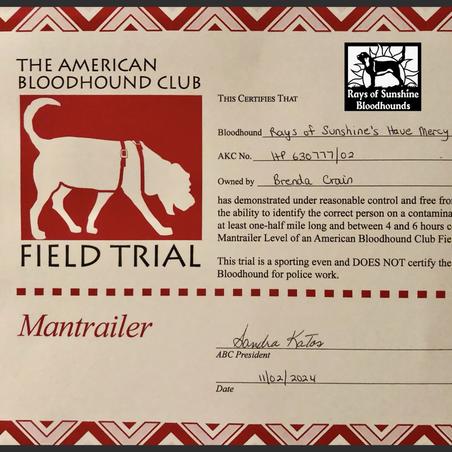 THE AMERICAN
BLOODHOUND CLUB
FIELD TRIAL
Rays of Sunshine
Bloodhounds
THIS CERTIFIES THAT
Bloodhound Rays of Sunshine's Have Mercy
AKC No. HP 630777/02
Owned by Brenda Crain
has demonstrated under reasonable control and free from
the ability to identify the correct person on a contamina
at least one-half mile long and between 4 and 6 hours o
Mantrailer Level of an American Bloodhound Club Fie
This trial is a sporting even and DOES NOT certify the
Bloodhound for police work.
Mantrailer
Sandra Katos
ABC President
11/02/2024
Date